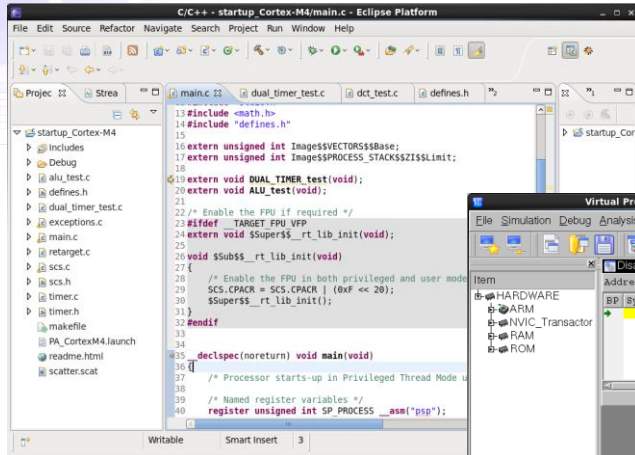 C/C++ - startup_Cortex-M4/main.c - Eclipse Platform
File Edit Source Refactor Navigate Search Project Run Window Help
Projec Strea
main.c dual_timer_test.c dct_test.c defines.h
startup_Cortex-M4
Includes
Debug
alu_test.c
defines.h
dual_timer_test.c
exceptions.c
main.c
retarget.c
scs.c
scs.h
timer.c
timer.h
makefile
PA_CortexM4.launch
readme.html
scatter.scat
13 #include <math.h>
14 #include "defines.h"
16 extern unsigned int Image$$VECTORS$$Base;
17 extern unsigned int Image$$PROCESS_STACK$$ZI$$Limit;
19 extern void DUAL_TIMER_test(void);
20 extern void ALU_test(void);
22 /* Enable the FPU if required */
23 #ifdef __TARGET_FPU_VFP
24 extern void $Super$$__rt_lib_init(void);
26 void $Sub$$__rt_lib_init(void)
27 {
28 /* Enable the FPU in both privileged and user mode
29 SCS.CPACR = SCS.CPACR | (0xF << 20);
30 $Super$$__rt_lib_init();
31 }
32 #endif
33
34
35 __declspec(noreturn) void main(void)
36 {
37 /* Processor starts-up in Privileged Thread Mode u
38
39 /* Named register variables */
40 register unsigned int SP_PROCESS __asm("psp");
Writable Smart Insert 3
startup_Cor
Virtual Pr
File Simulation Debug Analysis
Item
HARDWARE
ARM
NVIC_Transactor
RAM
ROM
Disa
Addre
BP Sy